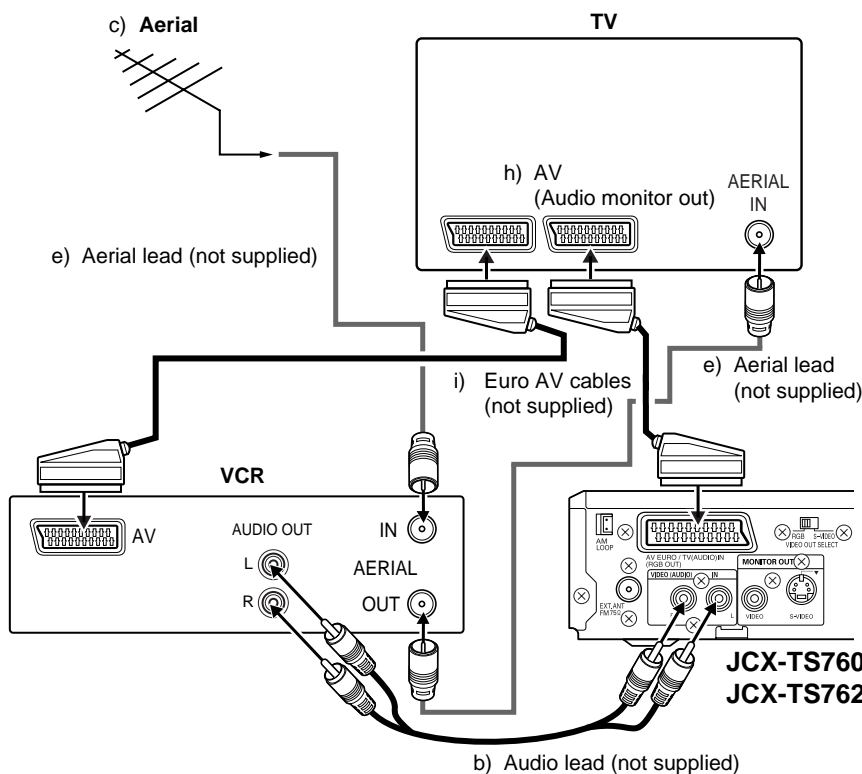 c) Aerial
TV
h) AV
(Audio monitor out)
AERIAL
IN
e) Aerial lead (not supplied)
i) Euro AV cables
(not supplied)
e) Aerial lead
(not supplied)
VCR
AV
AUDIO OUT
L
R
IN
AERIAL
OUT
AM
LOOP
AV EURO / TV(AUDIO)IN
(RGB OUT)
RGB S-VIDEO
VIDEO OUT SELECT
EXT,ANT
FM75Ω
VIDEO (AUDIO) IN
R
L
MONITOR OUT
VIDEO
S-VIDEO
JCX-TS760
JCX-TS762
b) Audio lead (not supplied)